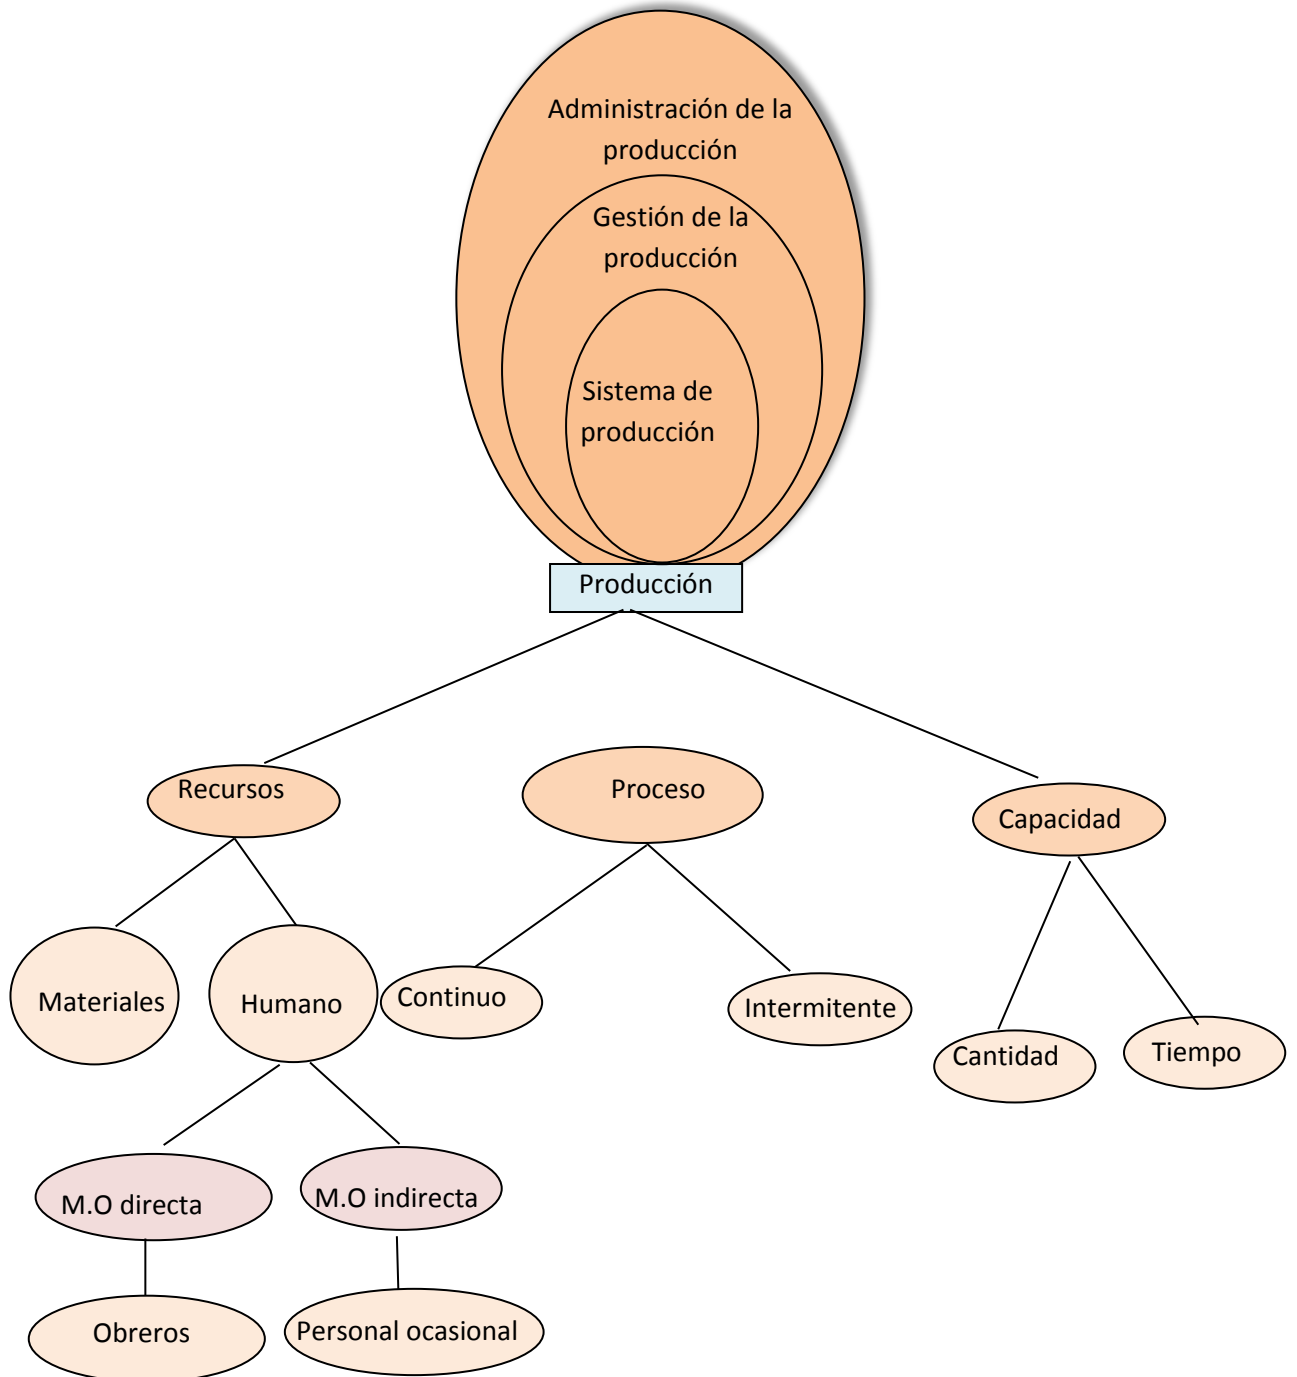 Administración de la
producción
Gestión de la
producción
Sistema de
producción
Producción
Recursos
Proceso
Capacidad
Materiales
Humano
Continuo
Intermitente
Cantidad
Tiempo
M.O directa
M.O indirecta
Obreros
Personal ocasional